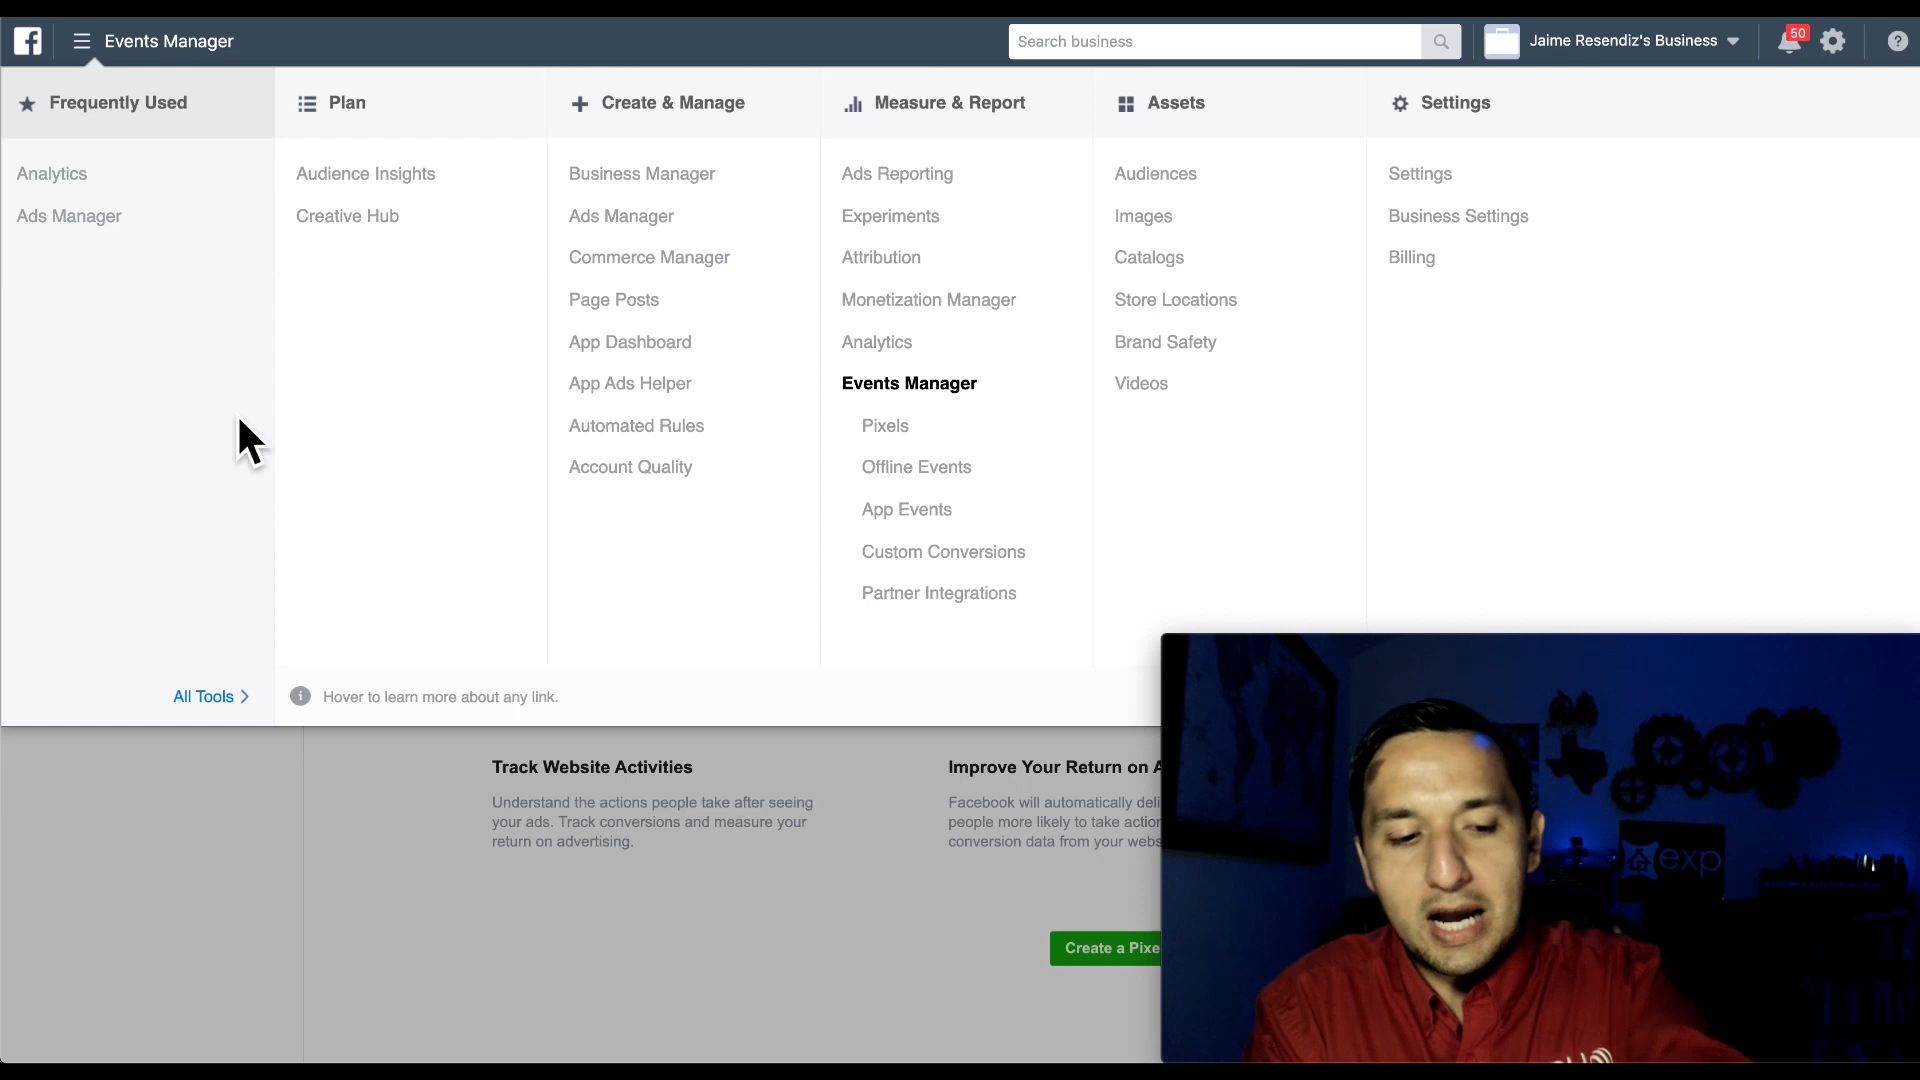 Events Manager
Search business
Jaime Resendiz's Business
50
Frequently Used
Analytics
Ads Manager
All Tools
Plan
Audience Insights
Creative Hub
Create & Manage
Business Manager
Ads Manager
Commerce Manager
Page Posts
App Dashboard
App Ads Helper
Automated Rules
Account Quality
Measure & Report
Ads Reporting
Experiments
Attribution
Monetization Manager
Analytics
Events Manager
Pixels
Offline Events
App Events
Custom Conversions
Partner Integrations
Assets
Audiences
Images
Catalogs
Store Locations
Brand Safety
Videos
Settings
Settings
Business Settings
Billing
Hover to learn more about any link.
Track Website Activities
Understand the actions people take after seeing
your ads. Track conversions and measure your
return on advertising.
Improve Your Return on
Facebook will automatically
people more likely to take
conversion data from your
Create a
exp